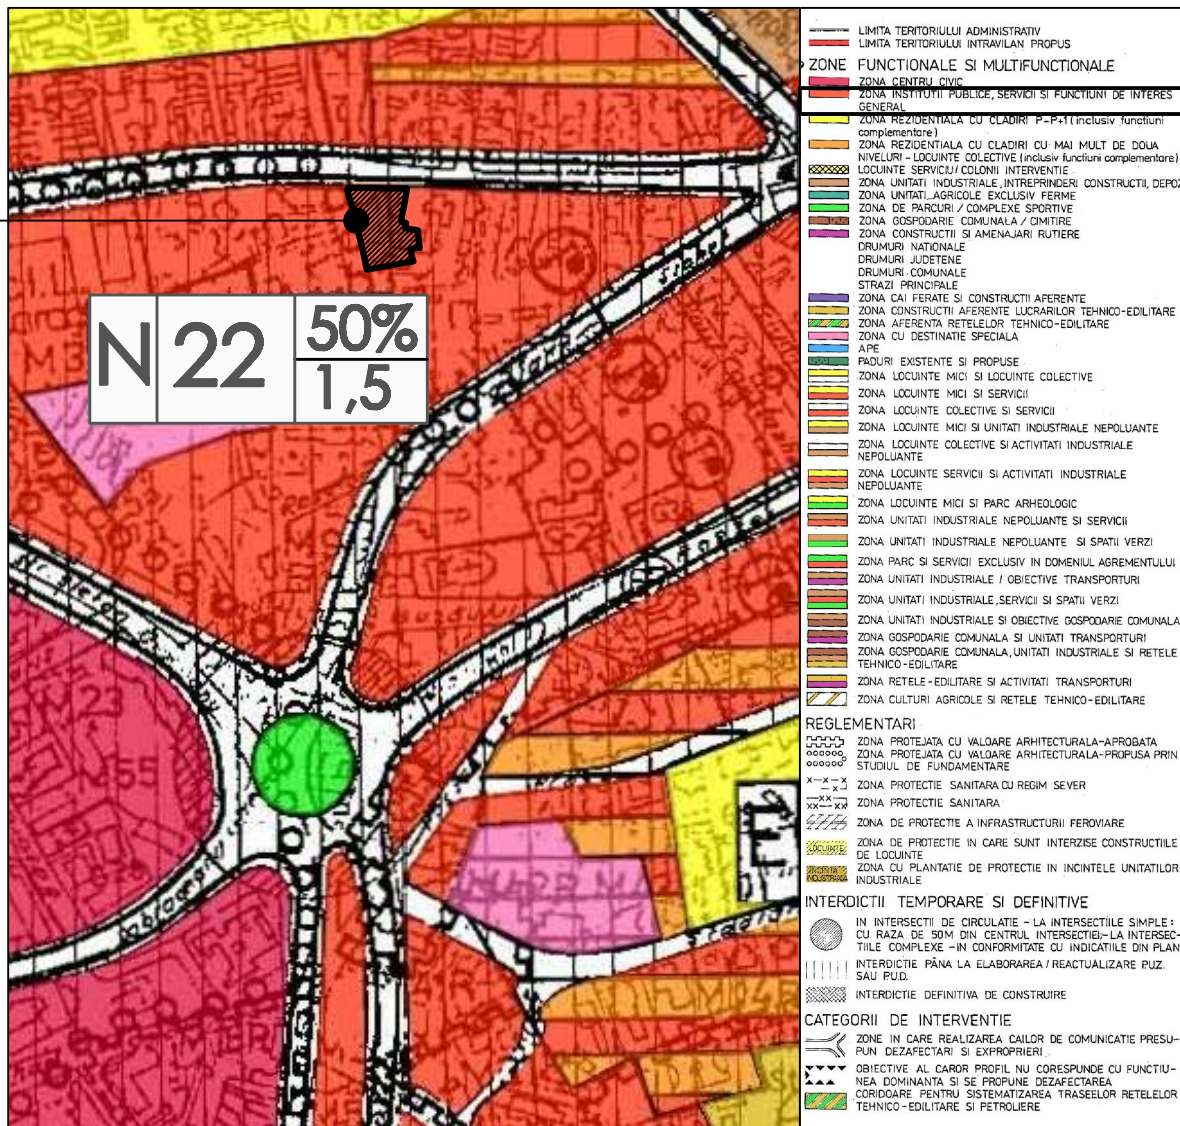 N 22 50%
1,5
LIMITA TERITORIULUI ADMINISTRATIV
LIMITA TERITORIULUI INTRAVILAN PROPUS
ZONE FUNCTIONALE SI MULTIFUNCTIONALE
ZONA CENTRU CIVIC
ZONA INSTITUTII PUBLICE, SERVICII SI FUNCTIUNI DE INTERES
GENERAL
ZONA REZIDENTIALA CU CLADIRI P-P+1 (inclusiv functiuni
complementare)
ZONA REZIDENTIALA CU CLADIRI CU MAI MULT DE DOUA
NIVELURI - LOCUINTE COLECTIVE (inclusiv functiuni complementare)
LOCUINTE SERVICIU / COLONII INTERVENTIE
ZONA UNITATI INDUSTRIALE, INTREPRINDERI CONSTRUCTII, DEPOZ
ZONA UNITATI AGRICOLE EXCLUSIV FERME
ZONA DE PARCURI / COMPLEXE SPORTIVE
ZONA GOSPODARIE COMUNALA / CIMITIRE
ZONA CONSTRUCTII SI AMENAJARI RUTIERE
DRUMURI NATIONALE
DRUMURI JUDETENE
DRUMURI COMUNALE
STRAZI PRINCIPALE
ZONA CAI FERATE SI CONSTRUCTII AFERENTE
ZONA CONSTRUCTII AFERENTE LUCRARILOR TEHNICO-EDILITARE
ZONA AFERENTA RETELELOR TEHNICO-EDILITARE
ZONA CU DESTINATIE SPECIALA
APE
PADURI EXISTENTE SI PROPUSE
ZONA LOCUINTE MICI SI LOCUINTE COLECTIVE
ZONA LOCUINTE MICI SI SERVICII
ZONA LOCUINTE COLECTIVE SI SERVICII
ZONA LOCUINTE MICI SI UNITATI INDUSTRIALE NEPOLUANTE
ZONA LOCUINTE COLECTIVE SI ACTIVITATI INDUSTRIALE
NEPOLUANTE
ZONA LOCUINTE SERVICII SI ACTIVITATI INDUSTRIALE
NEPOLUANTE
ZONA LOCUINTE MICI SI PARC ARHEOLOGIC
ZONA UNITATI INDUSTRIALE NEPOLUANTE SI SERVICII
ZONA UNITATI INDUSTRIALE NEPOLUANTE SI SPATII VERZI
ZONA PARC SI SERVICII EXCLUSIV IN DOMENIUL AGREMENTULUI
ZONA UNITATI INDUSTRIALE / OBIECTIVE TRANSPORTURI
ZONA UNITATI INDUSTRIALE, SERVICII SI SPATII VERZI
ZONA UNITATI INDUSTRIALE SI OBIECTIVE GOSPODARIE COMUNALA
ZONA GOSPODARIE COMUNALA SI UNITATI TRANSPORTURI
ZONA GOSPODARIE COMUNALA, UNITATI INDUSTRIALE SI RETELE
TEHNICO-EDILITARE
ZONA RETELE-EDILITARE SI ACTIVITATI TRANSPORTURI
ZONA CULTURI AGRICOLE SI RETELE TEHNICO-EDILITARE
REGLEMENTARI
ZONA PROTEJATA CU VALOARE ARHITECTURALA-APROBATA
ZONA PROTEJATA CU VALOARE ARHITECTURALA-PROPUSA PRIN
STUDIUL DE FUNDAMENTARE
ZONA PROTECTIE SANITARA CU REGIM SEVER
ZONA PROTECTIE SANITARA
ZONA DE PROTECTIE A INFRASTRUCTURII FEROVIARE
LOCUINTE ZONA DE PROTECTIE IN CARE SUNT INTERZISE CONSTRUCTIILE
DE LOCUINTE
INCINTA INDUSTRIALA ZONA CU PLANTATIE DE PROTECTIE IN INCINTELE UNITATILOR
INDUSTRIALE
INTERDICTII TEMPORARE SI DEFINITIVE
IN INTERSECTII DE CIRCULATIE - LA INTERSECTIILE SIMPLE:
CU RAZA DE 50M DIN CENTRUL INTERSECTIEI;-LA INTERSEC-
TIILE COMPLEXE -IN CONFORMITATE CU INDICATIILE DIN PLAN
INTERDICTIE PÂNA LA ELABORAREA / REACTUALIZARE P.U.Z.
SAU P.U.D.
INTERDICTIE DEFINITIVA DE CONSTRUIRE
CATEGORII DE INTERVENTIE
ZONE IN CARE REALIZAREA CAILOR DE COMUNICATIE PRESU-
PUN DEZAFECTARI SI EXPROPRIERI
OBIECTIVE AL CAROR PROFIL NU CORESPUNDE CU FUNCTIU-
NEA DOMINANTA SI SE PROPUNE DEZAFECTAREA
CORIDOARE PENTRU SISTEMATIZAREA TRASEELOR RETELELOR
TEHNICO-EDILITARE SI PETROLIERE